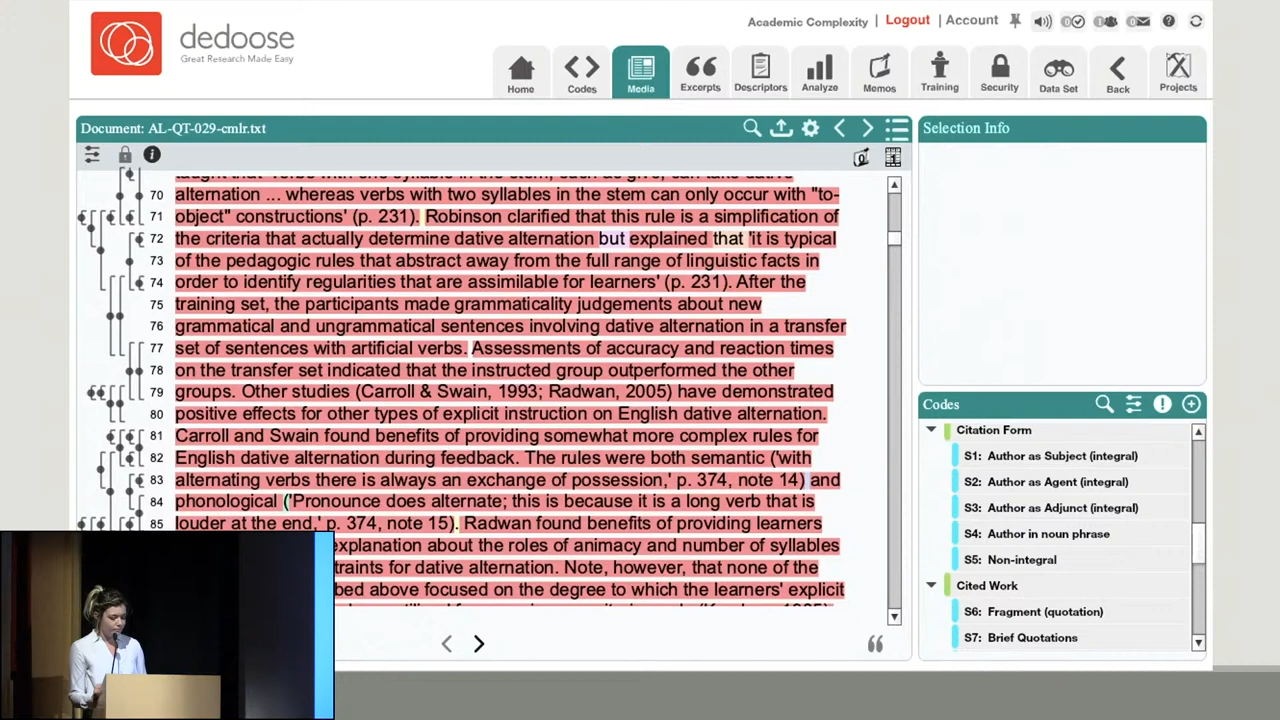 dedoose
Great Research Made Easy
Academic Complexity | Logout | Account
Home
Codes
Media
Excerpts
Descriptors
Analyze
Memos
Training
Security
Data Set
Back
Projects
Document: AL-QT-029-cmlr.txt
70 alternation ... whereas verbs with two syllables in the stem can only occur with "to-
71 object" constructions' (p. 231). Robinson clarified that this rule is a simplification of
72 the criteria that actually determine dative alternation but explained that 'it is typical
73 of the pedagogic rules that abstract away from the full range of linguistic facts in
74 order to identify regularities that are assimilable for learners' (p. 231). After the
75 training set, the participants made grammaticality judgements about new
76 grammatical and ungrammatical sentences involving dative alternation in a transfer
77 set of sentences with artificial verbs. Assessments of accuracy and reaction times
78 on the transfer set indicated that the instructed group outperformed the other
79 groups. Other studies (Carroll & Swain, 1993; Radwan, 2005) have demonstrated
80 positive effects for other types of explicit instruction on English dative alternation.
81 Carroll and Swain found benefits of providing somewhat more complex rules for
82 English dative alternation during feedback. The rules were both semantic ('with
83 alternating verbs there is always an exchange of possession,' p. 374, note 14) and
84 phonological ('Pronounce does alternate; this is because it is a long verb that is
85 louder at the end,' p. 374, note 15). Radwan found benefits of providing learners
explanation about the roles of animacy and number of syllables
traints for dative alternation. Note, however, that none of the
bed above focused on the degree to which the learners' explicit
Selection Info
Codes
Citation Form
S1: Author as Subject (integral)
S2: Author as Agent (integral)
S3: Author as Adjunct (integral)
S4: Author in noun phrase
S5: Non-integral
Cited Work
S6: Fragment (quotation)
S7: Brief Quotations